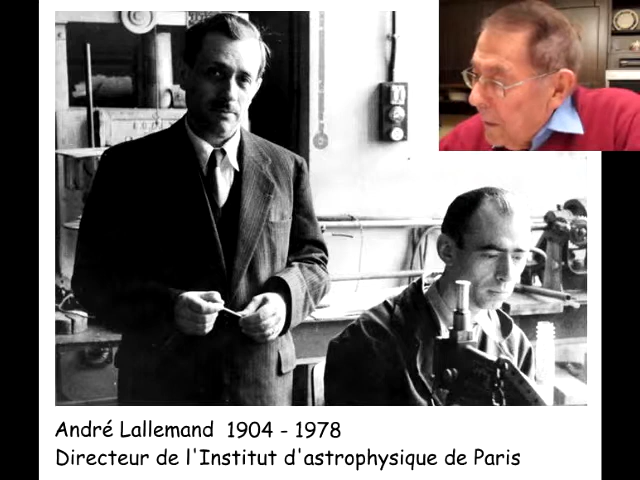 André Lallemand 1904 - 1978
Directeur de l'Institut d'astrophysique de Paris